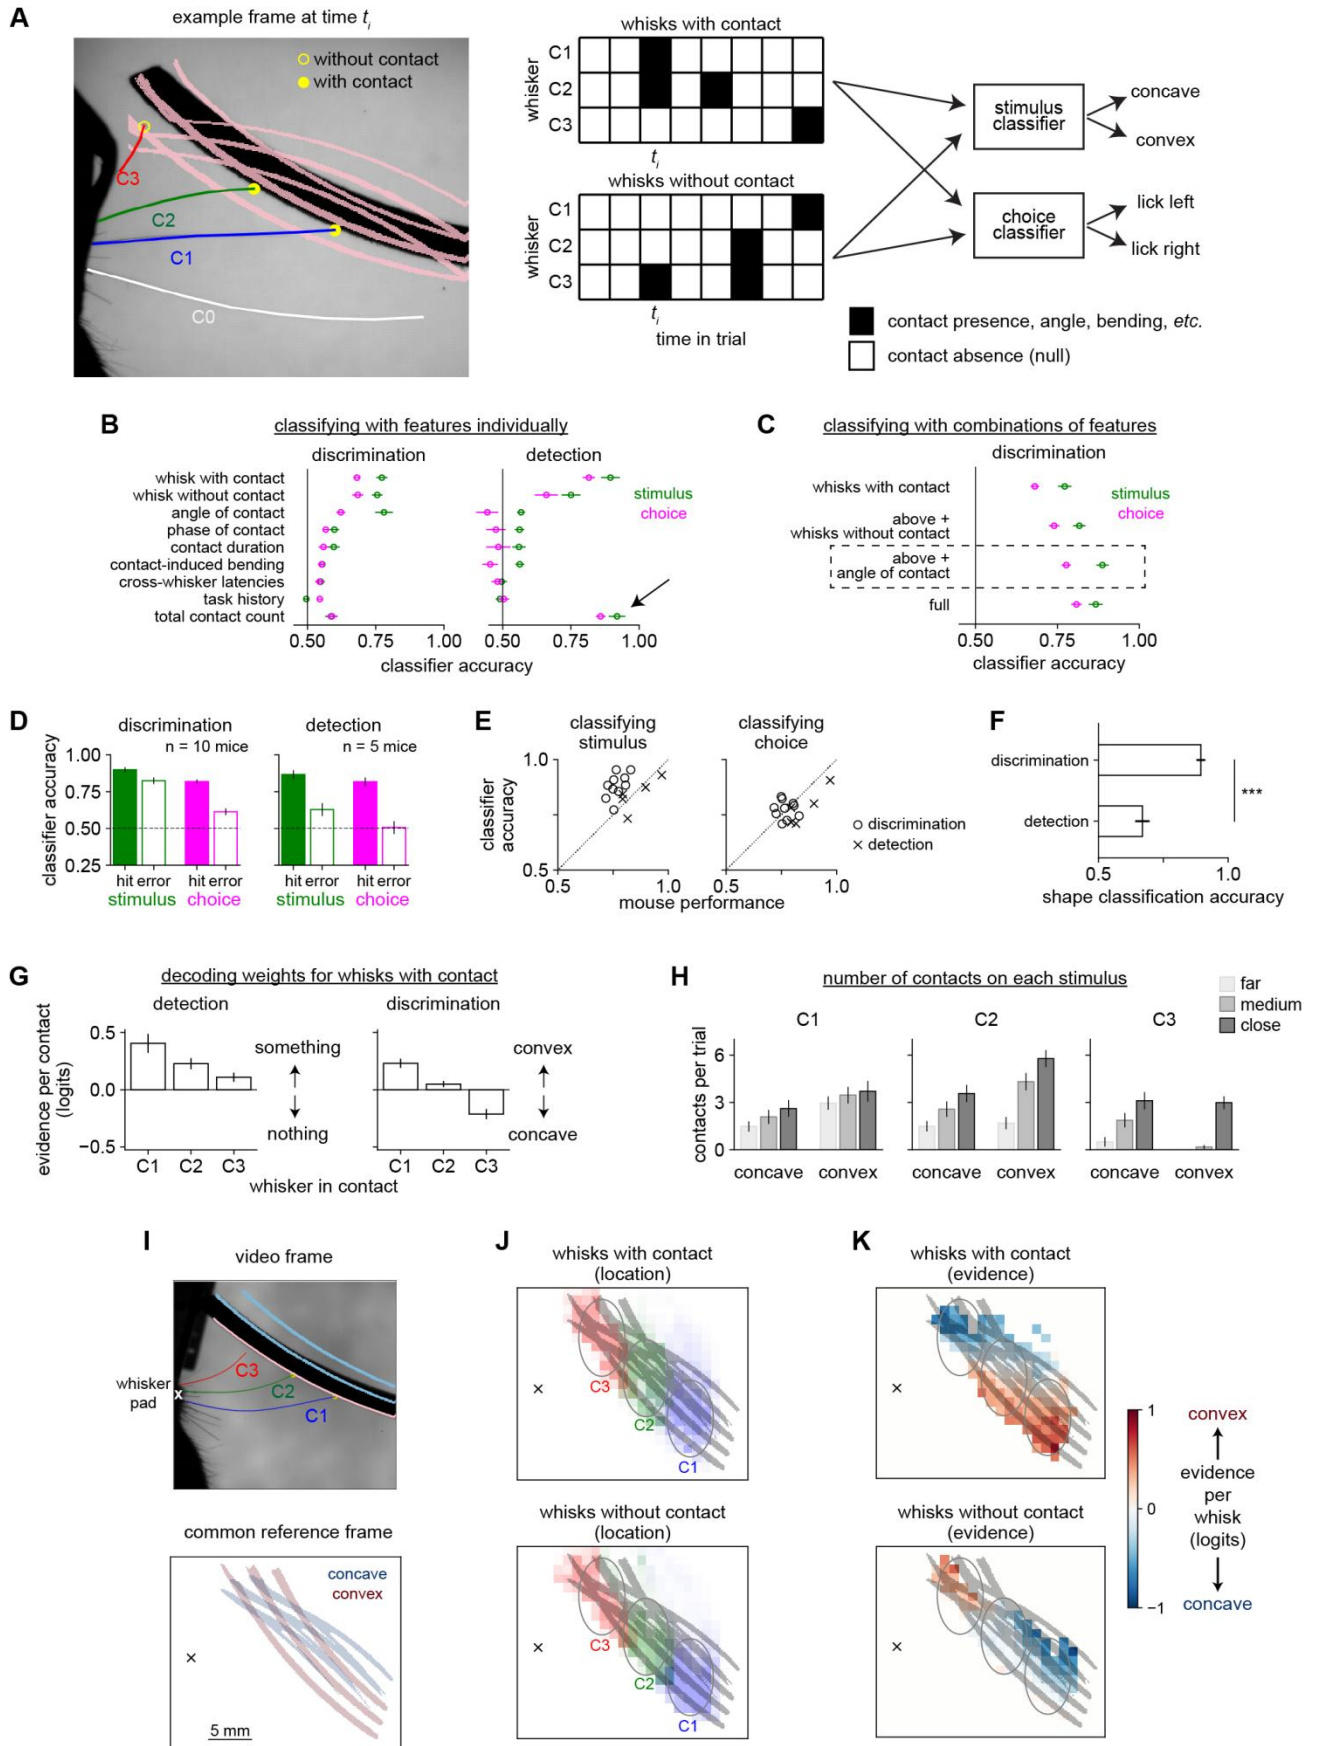 A
example frame at time ti
without contact
with contact
C3
C2
C1
C0
whisks with contact
whisker
C1
C2
C3
ti
whisks without contact
whisker
C1
C2
C3
ti
time in trial
stimulus
classifier
concave
convex
choice
classifier
lick left
lick right
contact presence, angle, bending, etc.
contact absence (null)
B
classifying with features individually
discrimination
detection
whisk with contact
whisk without contact
angle of contact
phase of contact
contact duration
contact-induced bending
cross-whisker latencies
task history
total contact count
stimulus
choice
0.50 0.75 1.00
0.50 0.75 1.00
classifier accuracy
C
classifying with combinations of features
discrimination
whisks with contact
above +
whisks without contact
above +
angle of contact
full
stimulus
choice
0.50 0.75 1.00
classifier accuracy
D
discrimination
n = 10 mice
detection
n = 5 mice
classifier accuracy
1.00
0.75
0.50
0.25
hit error hit error
stimulus choice
hit error hit error
stimulus choice
E
classifying
stimulus
classifying
choice
classifier
accuracy
1.0
0.5
0.5 1.0
0.5 1.0
mouse performance
discrimination
detection
F
discrimination
detection
***
0.5 1.0
shape classification accuracy
G
decoding weights for whisks with contact
detection
discrimination
evidence per contact
(logits)
0.5
0.0
−0.5
something
nothing
convex
concave
C1 C2 C3
C1 C2 C3
whisker in contact
H
number of contacts on each stimulus
far
medium
close
C1
C2
C3
contacts per trial
6
3
0
concave convex
concave convex
concave convex
I
video frame
whisker
pad
x
C3
C2
C1
common reference frame
concave
convex
×
5 mm
J
whisks with contact
(location)
×
C3
C2
C1
whisks without contact
(location)
×
C3
C2
C1
K
whisks with contact
(evidence)
×
whisks without contact
(evidence)
×
1
0
−1
convex
evidence
per
whisk
(logits)
concave